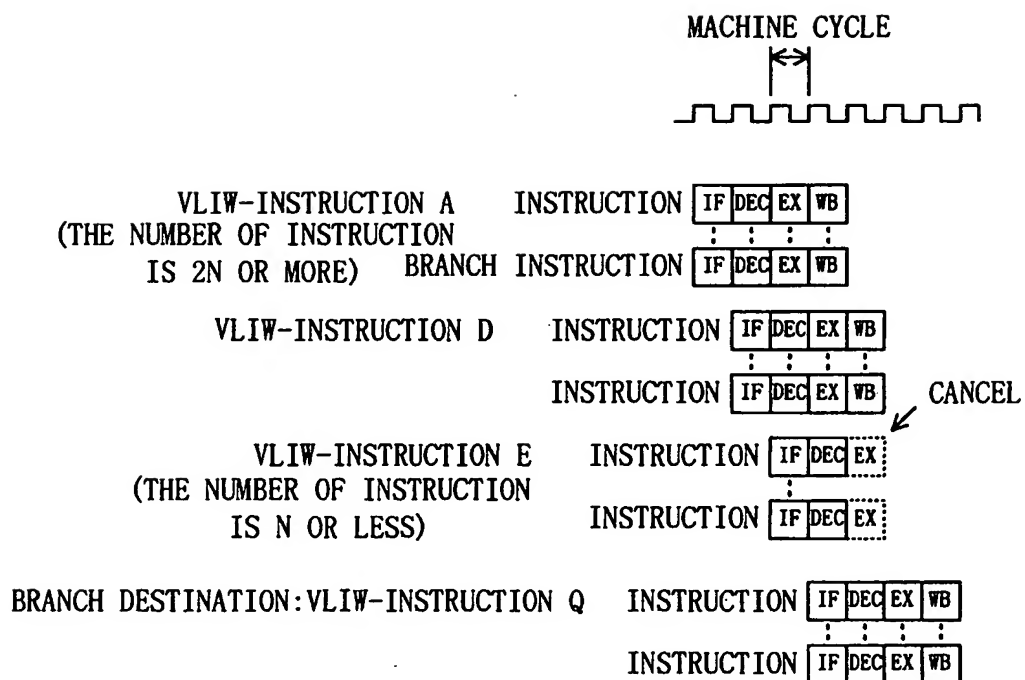 MACHINE CYCLE
VLIW-INSTRUCTION A INSTRUCTION IF DEC EX WB
(THE NUMBER OF INSTRUCTION
IS 2N OR MORE) BRANCH INSTRUCTION IF DEC EX WB
VLIW-INSTRUCTION D INSTRUCTION IF DEC EX WB
INSTRUCTION IF DEC EX WB
CANCEL
VLIW-INSTRUCTION E INSTRUCTION IF DEC EX
(THE NUMBER OF INSTRUCTION
IS N OR LESS) INSTRUCTION IF DEC EX
BRANCH DESTINATION:VLIW-INSTRUCTION Q INSTRUCTION IF DEC EX WB
INSTRUCTION IF DEC EX WB